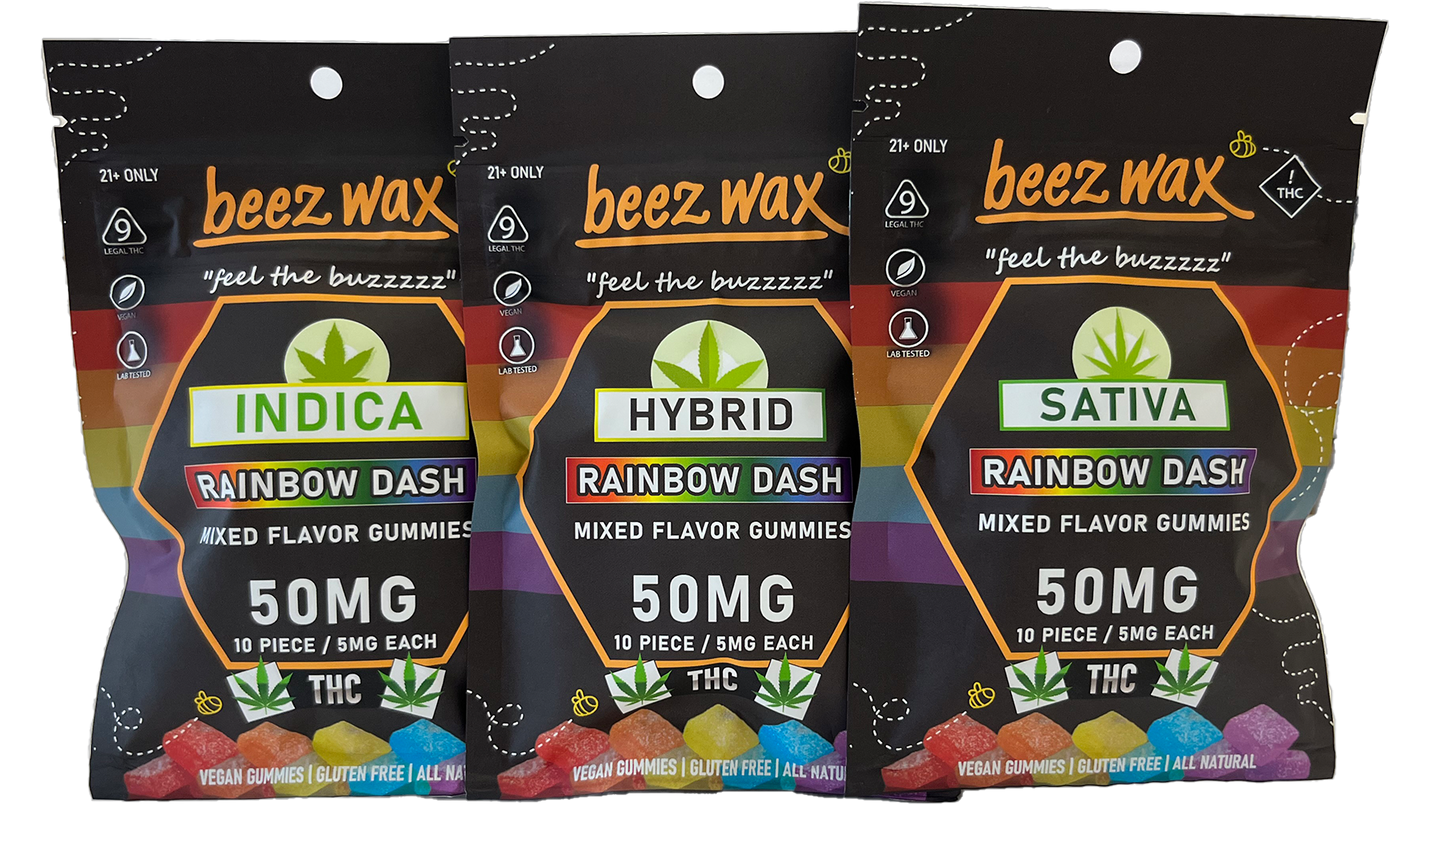 21+ ONLY
beez wax
9
LEGAL THC
"feel the buzzzzz"
VEGAN
LAB TESTED
INDICA
RAINBOW DASH
MIXED FLAVOR GUMMIES
50MG
10 PIECE / 5MG EACH
THC
VEGAN GUMMIES | GLUTEN FREE | ALL NA
21+ ONLY
beez wax
9
LEGAL THC
"feel the buzzzzz"
VEGAN
LAB TESTED
HYBRID
RAINBOW DASH
MIXED FLAVOR GUMMIES
50MG
10 PIECE / 5MG EACH
THC
VEGAN GUMMIES | GLUTEN FREE | ALL NATU
21+ ONLY
beez wax
!
THC
9
LEGAL THC
"feel the buzzzzz"
VEGAN
LAB TESTED
SATIVA
RAINBOW DASH
MIXED FLAVOR GUMMIES
50MG
10 PIECE / 5MG EACH
THC
VEGAN GUMMIES | GLUTEN FREE | ALL NATURAL